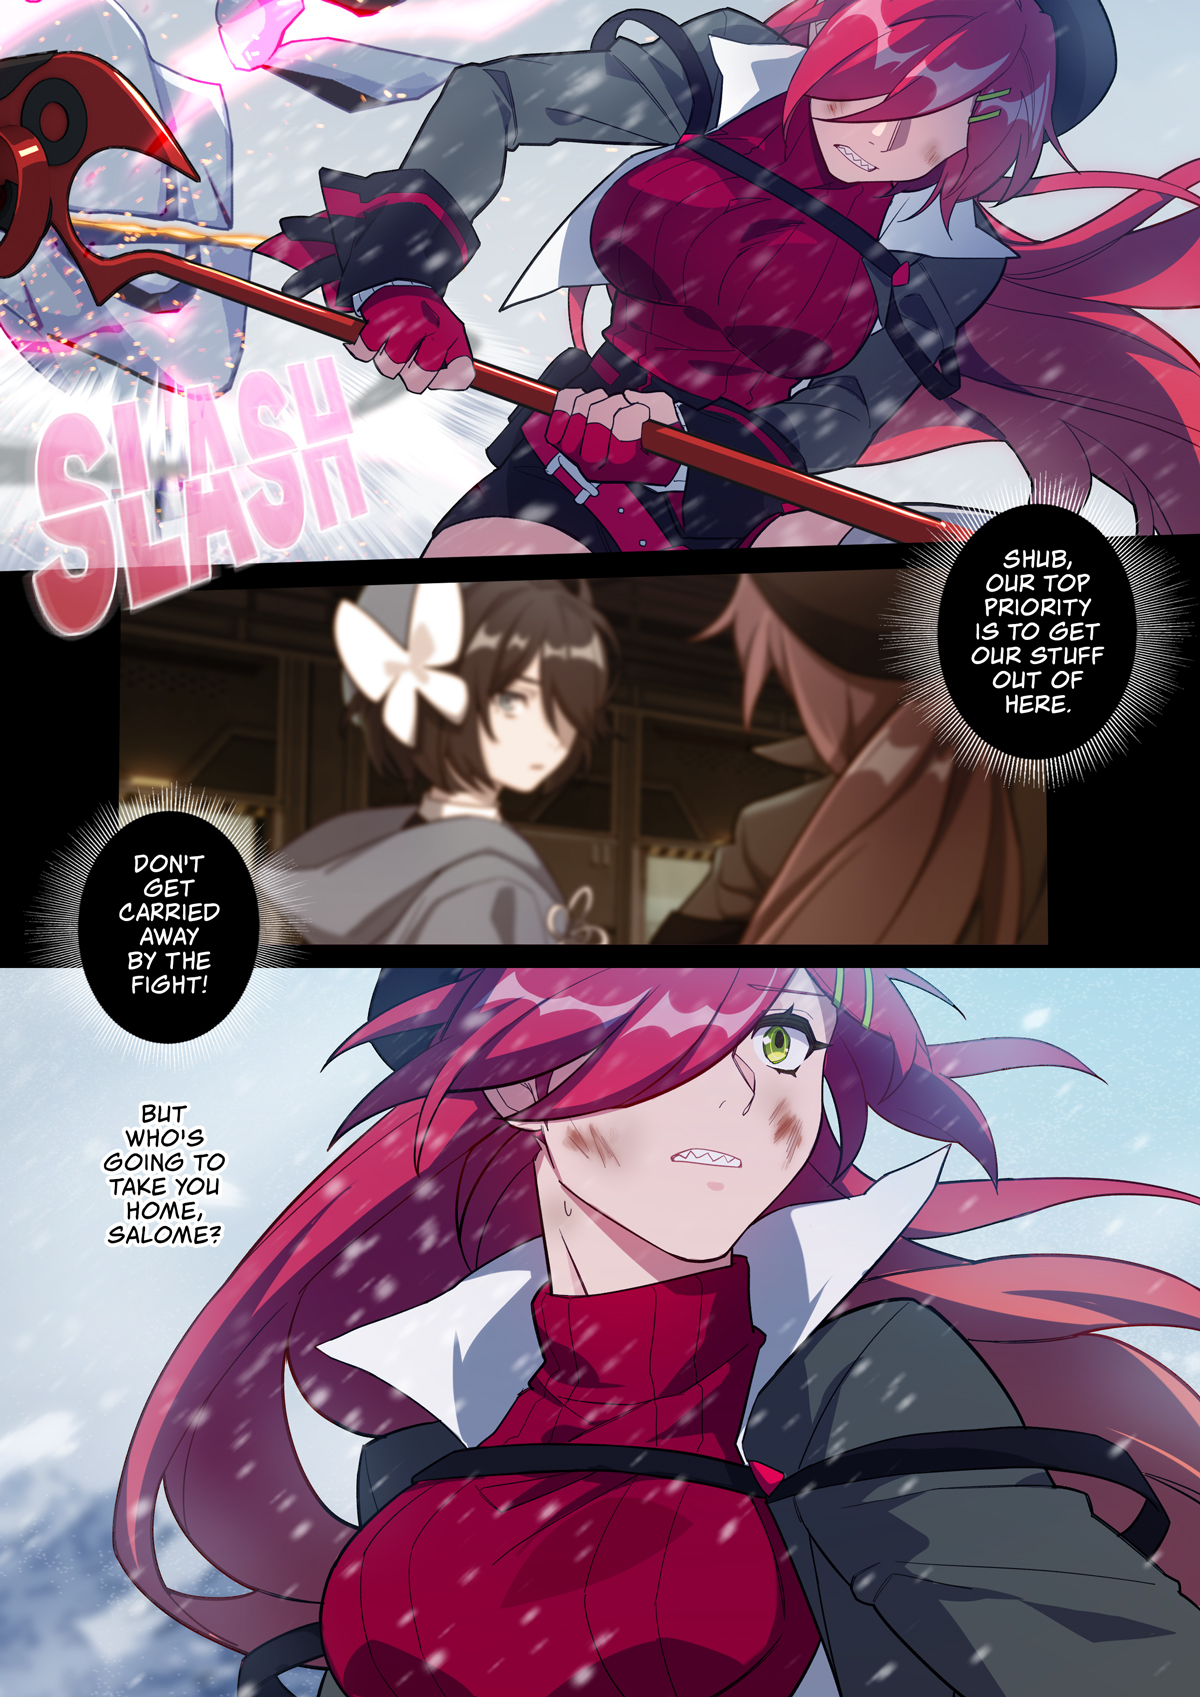 SLASH
SLASH
SHUB,
OUR TOP
PRIORITY
IS TO GET
OUR STUFF
OUT OF
HERE.
DON'T
GET
CARRIED
AWAY
BY THE
FIGHT!
BUT
WHO'S
GOING TO
TAKE YOU
HOME,
SALOME?